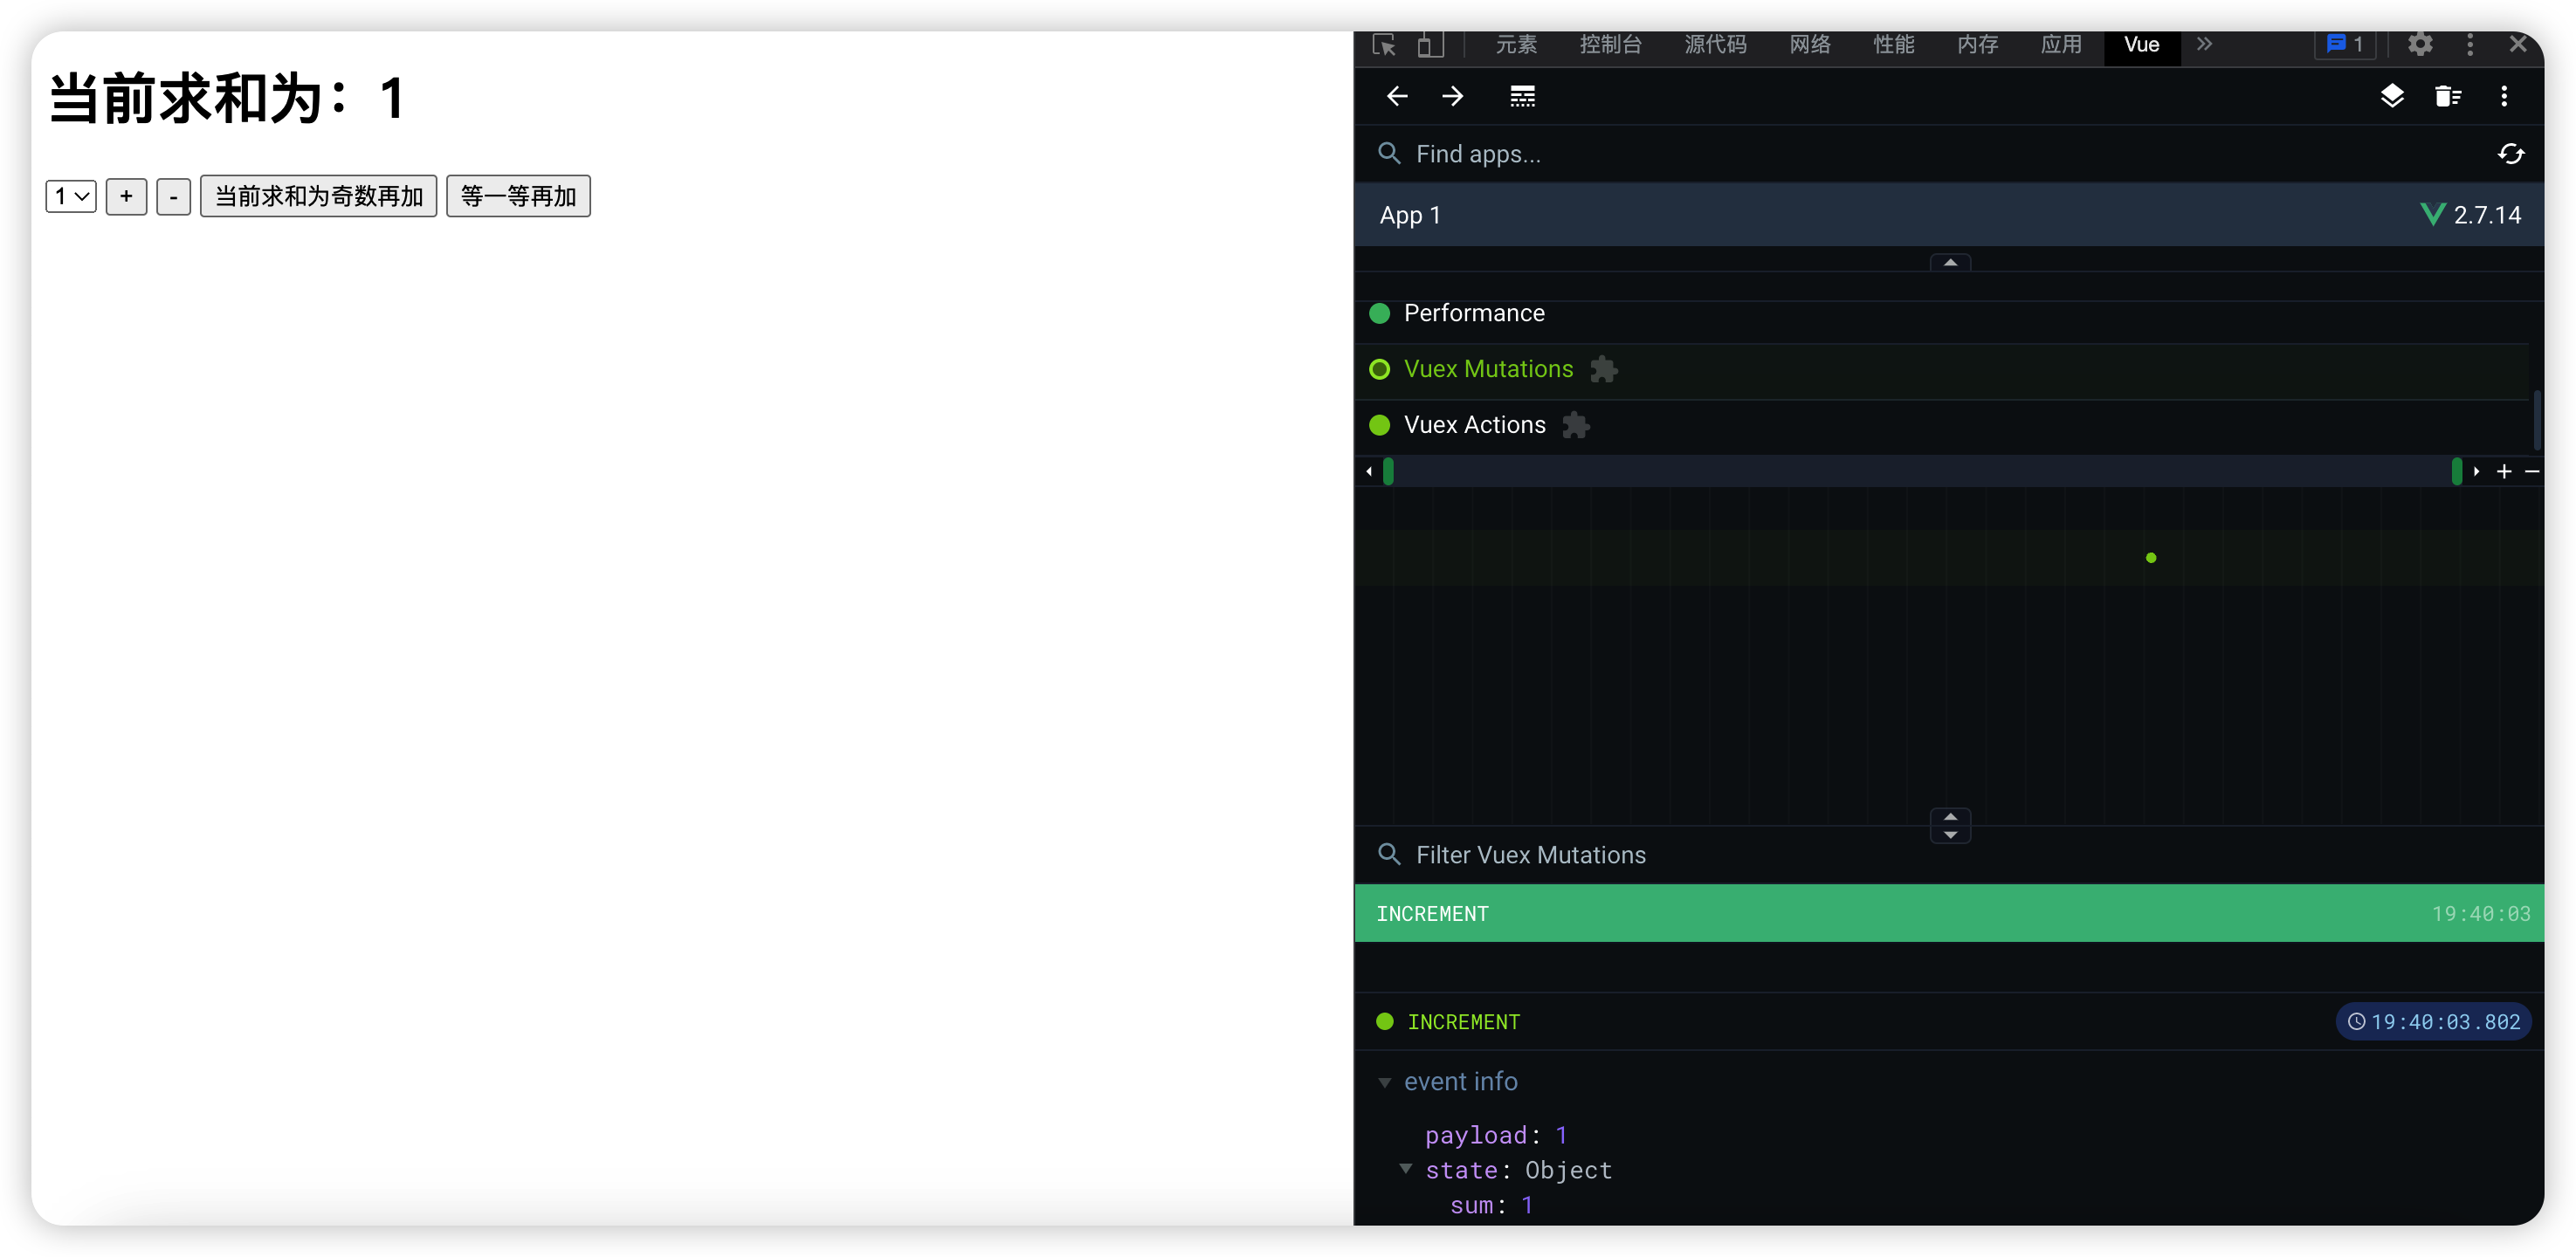 当前求和为：1
1 + - 当前求和为奇数再加 等一等再加
元素 控制台 源代码 网络 性能 内存 应用 Vue 1
Find apps...
App 1 2.7.14
Performance
Vuex Mutations
Vuex Actions
Filter Vuex Mutations
INCREMENT 19:40:03
INCREMENT 19:40:03.802
event info
payload: 1
state: Object
sum: 1